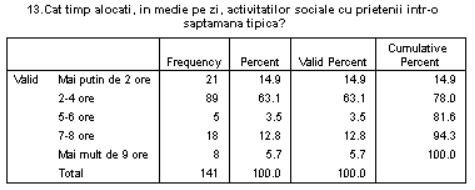 13.Cat timp alocati, in medie pe zi, activitatilor sociale cu prietenii intr-o
saptamana tipica?
Frequency Percent Valid Percent Cumulative Percent
Valid Mai putin de 2 ore 21 14.9 14.9 14.9
2-4 ore 89 63.1 63.1 78.0
5-6 ore 5 3.5 3.5 81.6
7-8 ore 18 12.8 12.8 94.3
Mai mult de 9 ore 8 5.7 5.7 100.0
Total 141 100.0 100.0